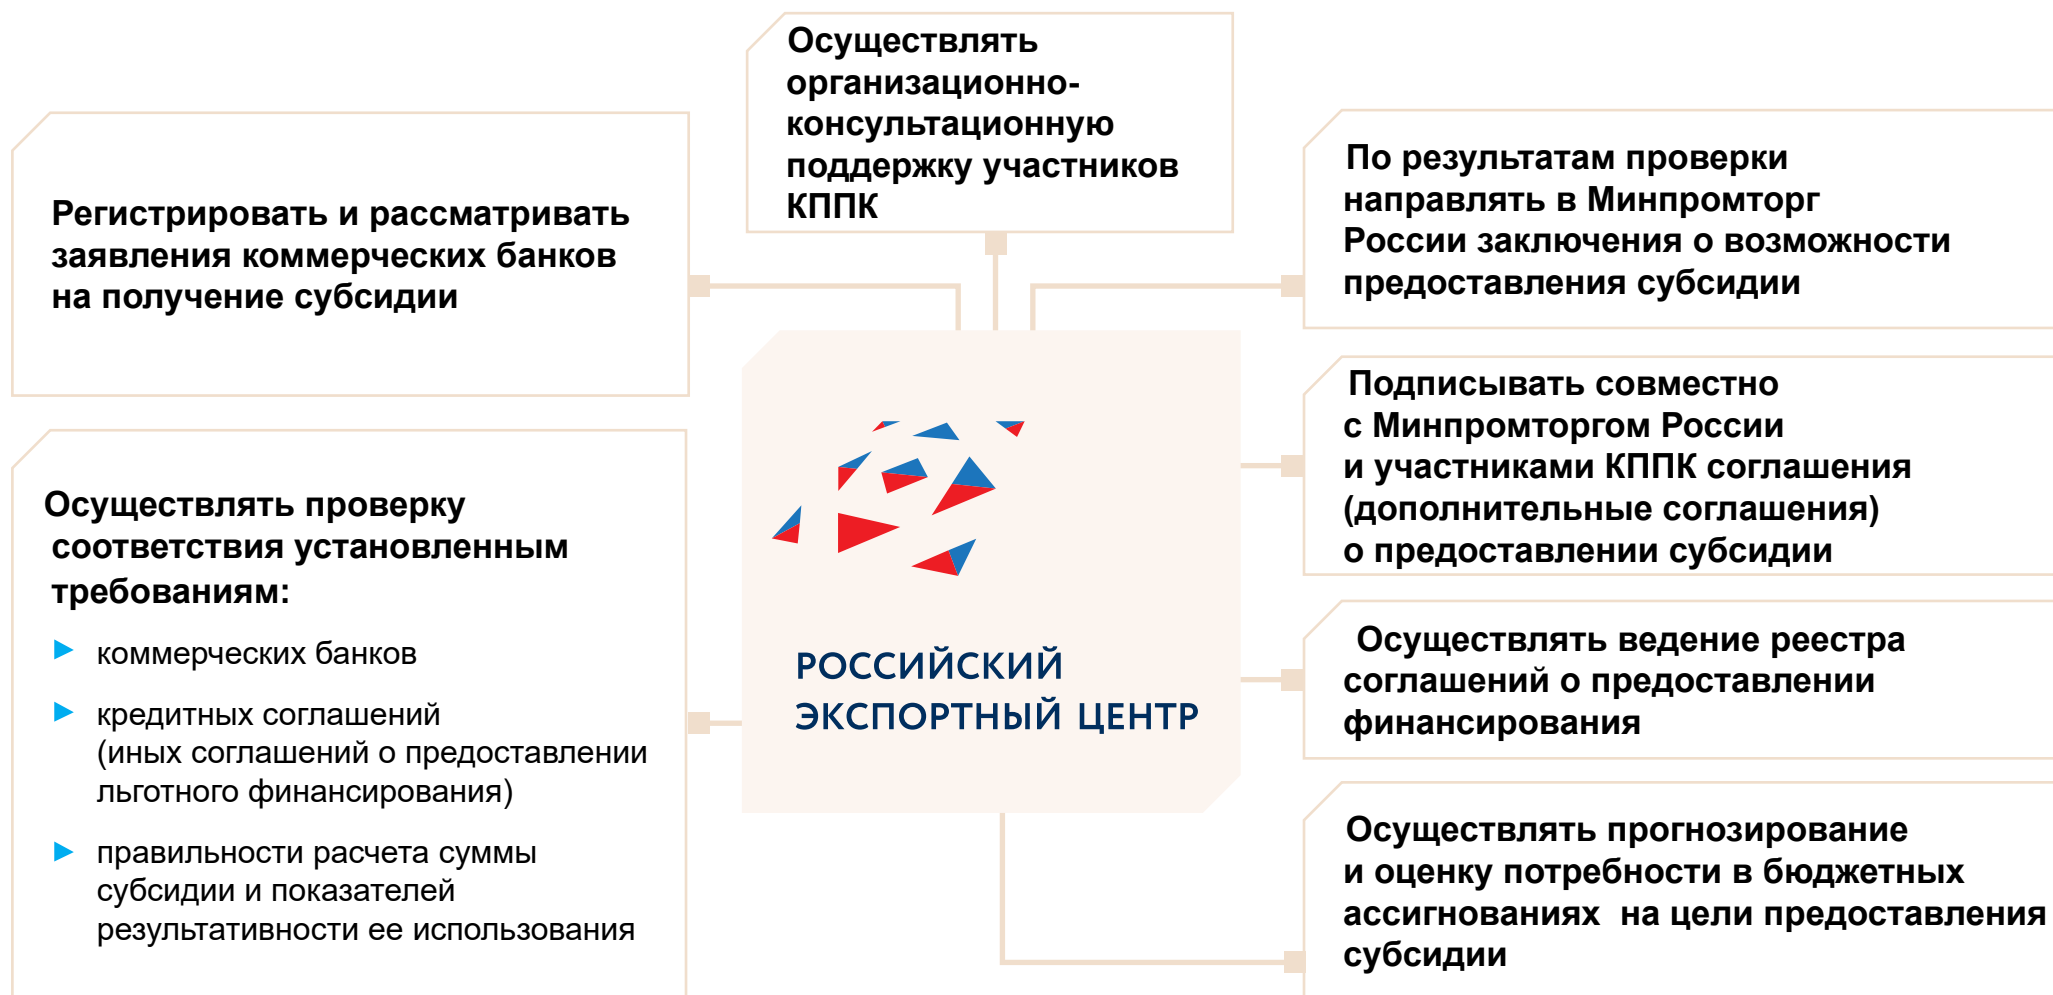 Осуществлять
организационно-
консультационную
поддержку участников
КППК
Регистрировать и рассматривать
заявления коммерческих банков
на получение субсидии
По результатам проверки
направлять в Минпромторг
России заключения о возможности
предоставления субсидии
Осуществлять проверку
соответствия установленным
требованиям:
коммерческих банков
кредитных соглашений
(иных соглашений о предоставлении
льготного финансирования)
правильности расчета суммы
субсидии и показателей
результативности ее использования
РОССИЙСКИЙ
ЭКСПОРТНЫЙ ЦЕНТР
Подписывать совместно
с Минпромторгом России
и участниками КППК соглашения
(дополнительные соглашения)
о предоставлении субсидии
Осуществлять ведение реестра
соглашений о предоставлении
финансирования
Осуществлять прогнозирование
и оценку потребности в бюджетных
ассигнованиях на цели предоставления
субсидии